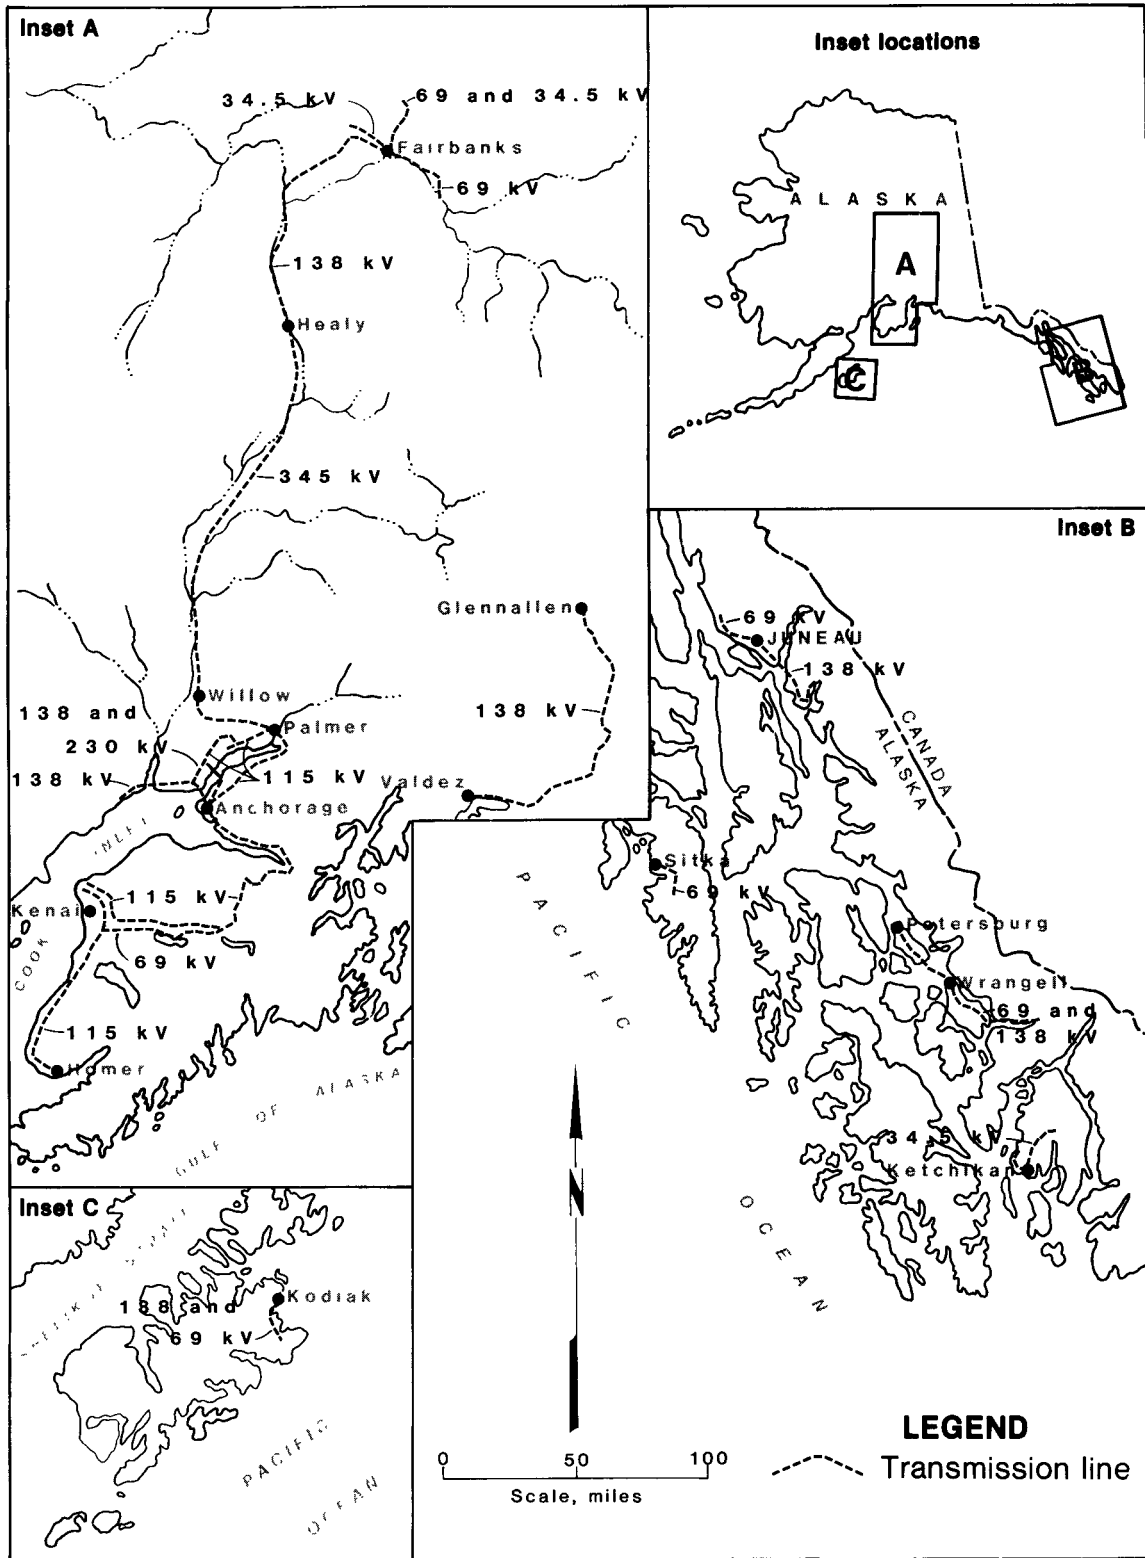 Inset A
34.5 kV
69 and 34.5 kV
Fairbanks
69 kV
138 kV
Healy
345 kV
Glennallen
Willow
138 and
230 kV
Palmer
138 kV
115 kV
138 kV
Valdez
Anchorage
COOK INLET
Kenai
115 kV
69 kV
115 kV
Homer
GULF OF ALASKA
Inset locations
ALASKA
A
C
Inset B
69 kV
JUNEAU
138 kV
CANADA
ALASKA
Sitka
69 kV
Petersburg
Wrangell
69 and
138 kV
34.5 kV
Ketchikan
PACIFIC
OCEAN
Inset C
SHELIKOF STRAIT
Kodiak
138 and
69 kV
PACIFIC
OCEAN
N
0 50 100
Scale, miles
LEGEND
Transmission line